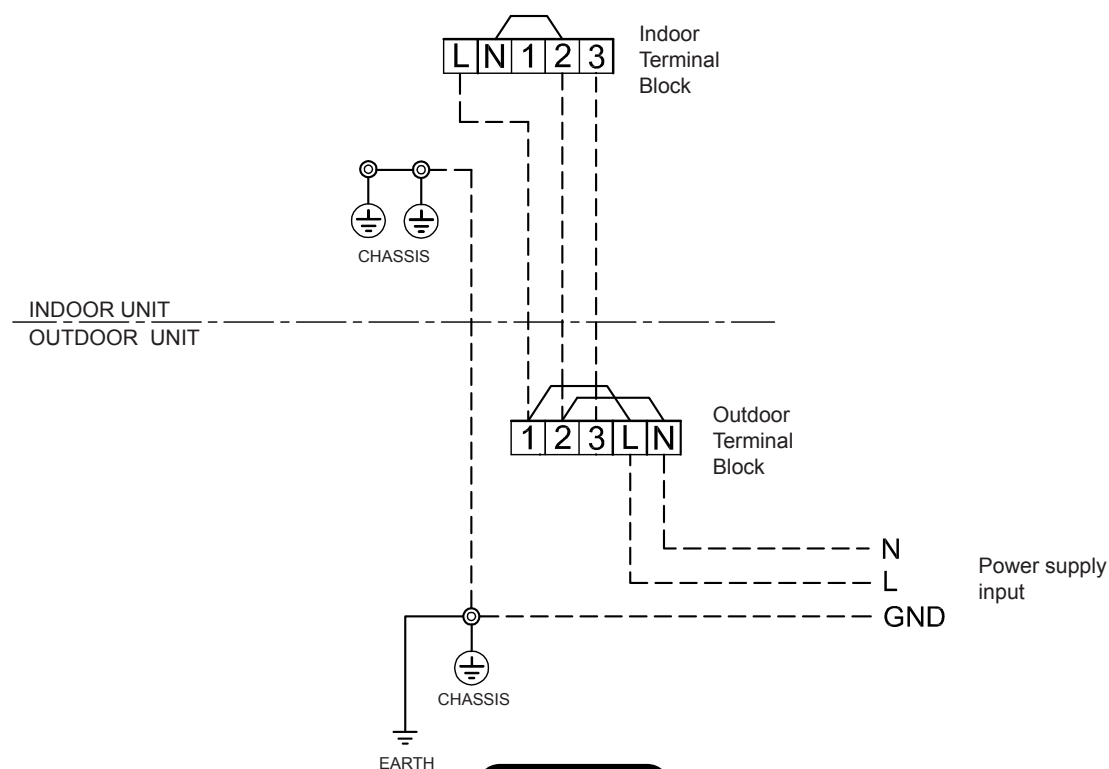 Indoor
Terminal
Block
L N 1 2 3
CHASSIS
INDOOR UNIT
OUTDOOR UNIT
Outdoor
Terminal
Block
1 2 3 L N
N
L
GND
Power supply
input
CHASSIS
EARTH